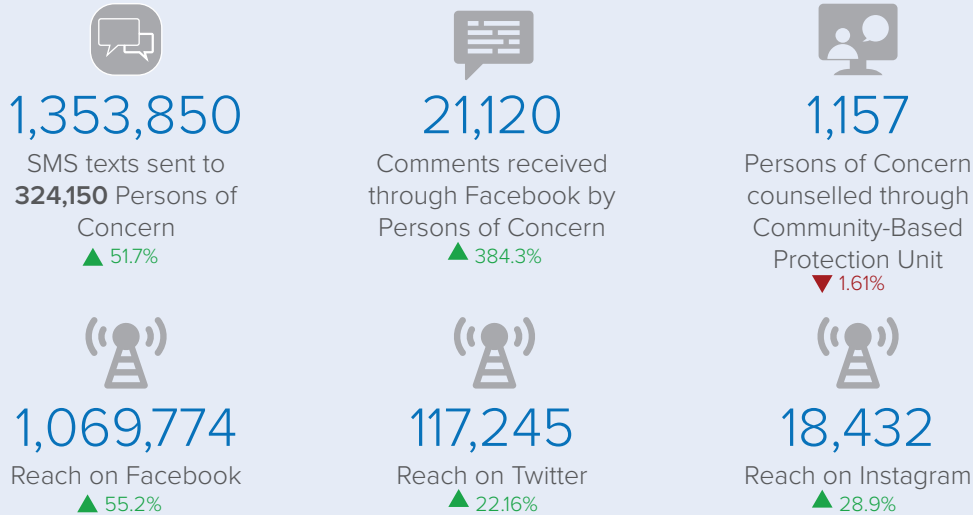 1,353,850
SMS texts sent to
324,150 Persons of
Concern
▲ 51.7%
21,120
Comments received
through Facebook by
Persons of Concern
▲ 384.3%
1,157
Persons of Concern
counselled through
Community-Based
Protection Unit
▼ 1.61%
1,069,774
Reach on Facebook
▲ 55.2%
117,245
Reach on Twitter
▲ 22.16%
18,432
Reach on Instagram
▲ 28.9%